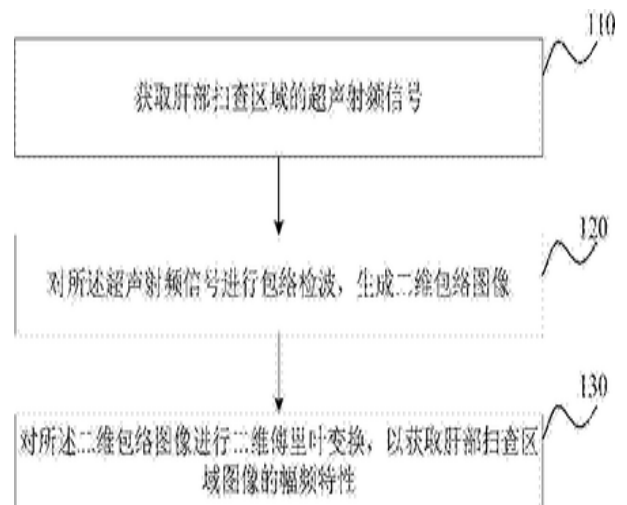 110
获取肝部扫查区域的超声射频信号
120
对所述超声射频信号进行包络检波，生成二维包络图像
130
对所述二维包络图像进行二维傅里叶变换，以获取肝部扫查区
域图像的幅频特性